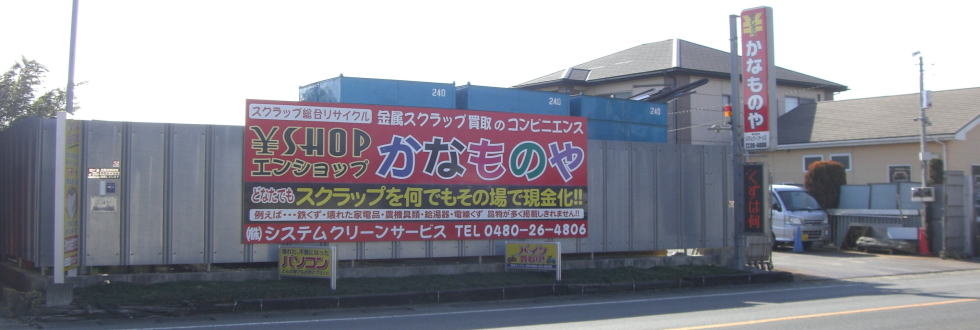 240
240
240
スクラップ総合リサイクル
金属スクラップ買取のコンビニエンス
¥SHOP
エンショップ
かなものや
どなたでも
スクラップを何でもその場で現金化!!
例えば・・・鉄くず・壊れた家電品・農機具類・給湯器・電線くず 品物が多く掲載しきれません!!
(株)システムクリーンサービス TEL 0480-26-4806
パソコン
¥かなものや
くずは何